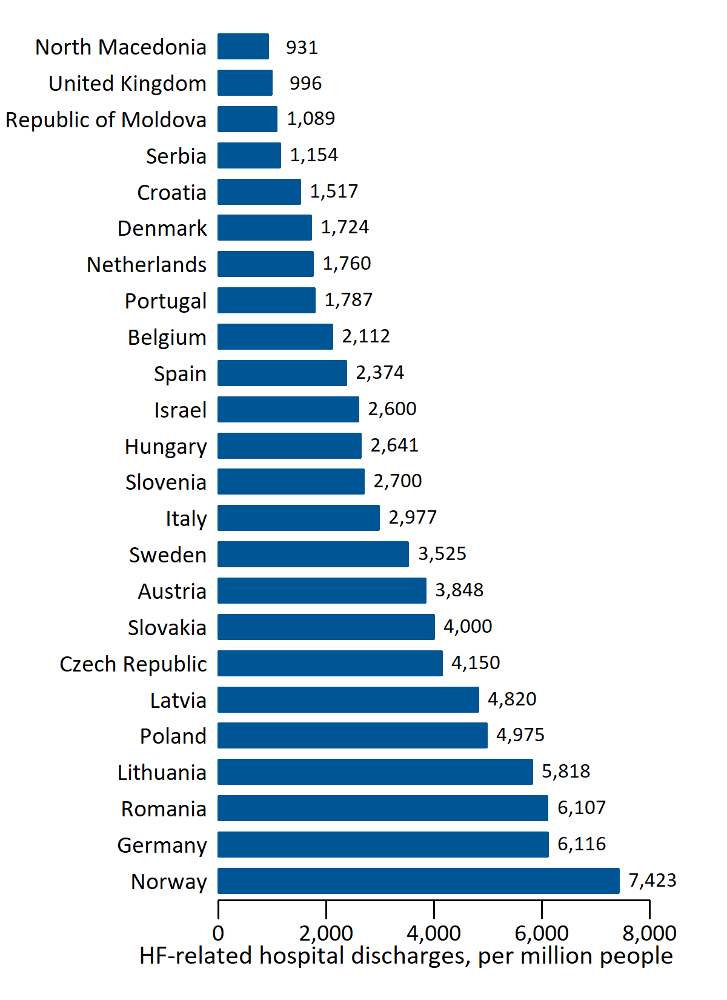 North Macedonia 931
United Kingdom 996
Republic of Moldova 1,089
Serbia 1,154
Croatia 1,517
Denmark 1,724
Netherlands 1,760
Portugal 1,787
Belgium 2,112
Spain 2,374
Israel 2,600
Hungary 2,641
Slovenia 2,700
Italy 2,977
Sweden 3,525
Austria 3,848
Slovakia 4,000
Czech Republic 4,150
Latvia 4,820
Poland 4,975
Lithuania 5,818
Romania 6,107
Germany 6,116
Norway 7,423
0 2,000 4,000 6,000 8,000
HF-related hospital discharges, per million people